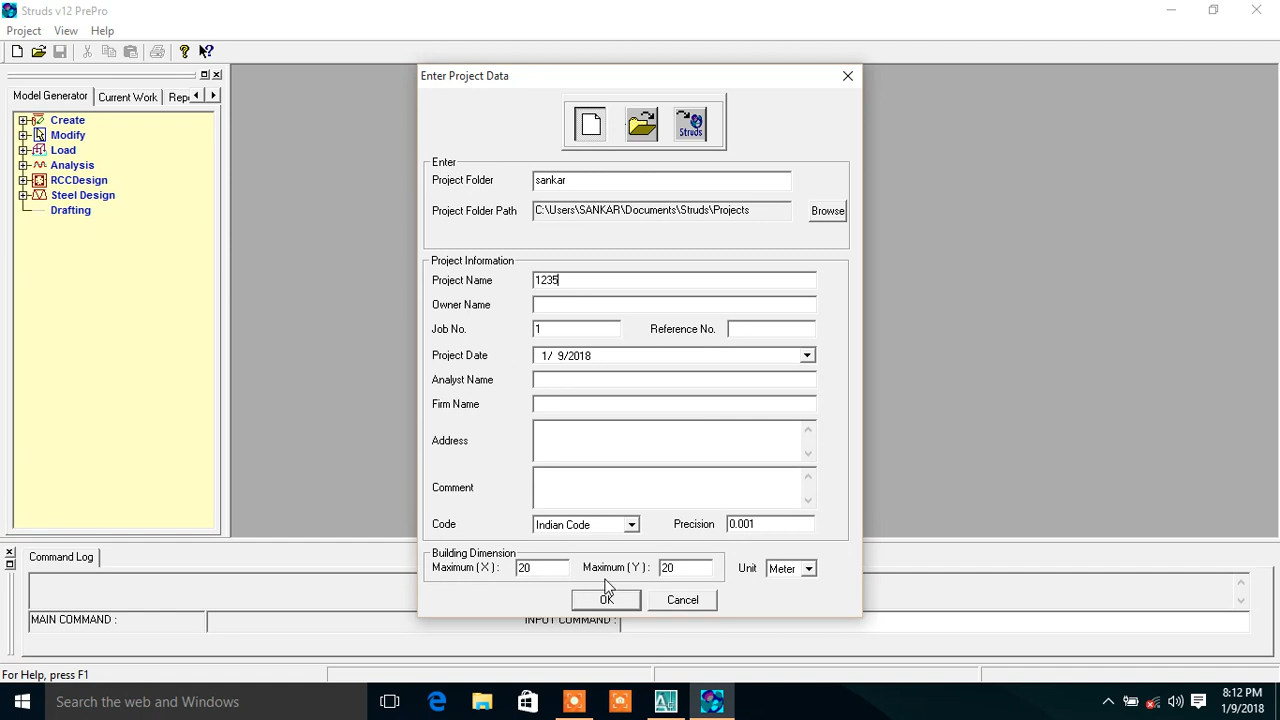 Struds v12 PrePro
Project View Help
Model Generator Current Work Rep
Create
Modify
Load
Analysis
RCCDesign
Steel Design
Drafting
Enter Project Data
Struds
Enter
Project Folder sankar
Project Folder Path C:\Users\SANKAR\Documents\Struds\Projects Browse
Project Information
Project Name 1235
Owner Name
Job No. 1 Reference No.
Project Date 1/ 9/2018
Analyst Name
Firm Name
Address
Comment
Code Indian Code Precision 0.001
Building Dimension
Maximum ( X ) : 20 Maximum ( Y ) : 20 Unit Meter
OK Cancel
Command Log
MAIN COMMAND : INPUT COMMAND :
For Help, press F1
Search the web and Windows
8:12 PM
1/9/2018